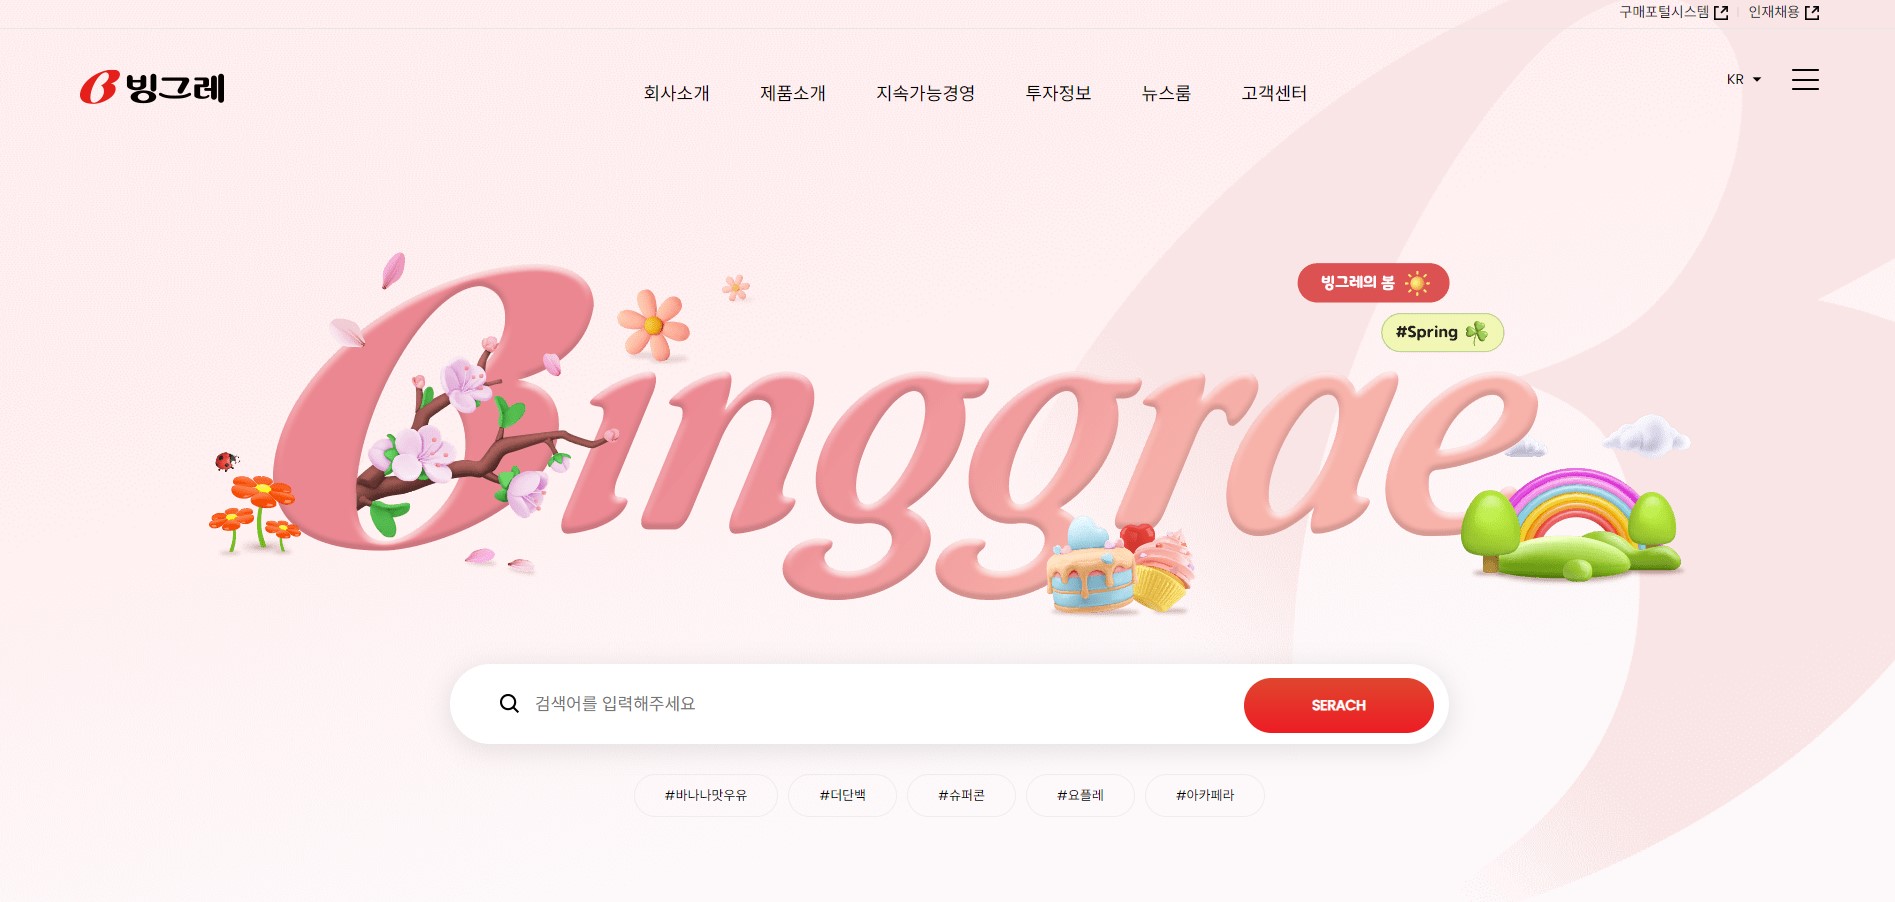 구매포털시스템 인재채용
빙그레
회사소개 제품소개 지속가능경영 투자정보 뉴스룸 고객센터
KR
빙그레의 봄
#Spring
Binggrae
검색어를 입력해주세요
SERACH
#바나나맛우유 #더단백 #슈퍼콘 #요플레 #아카페라